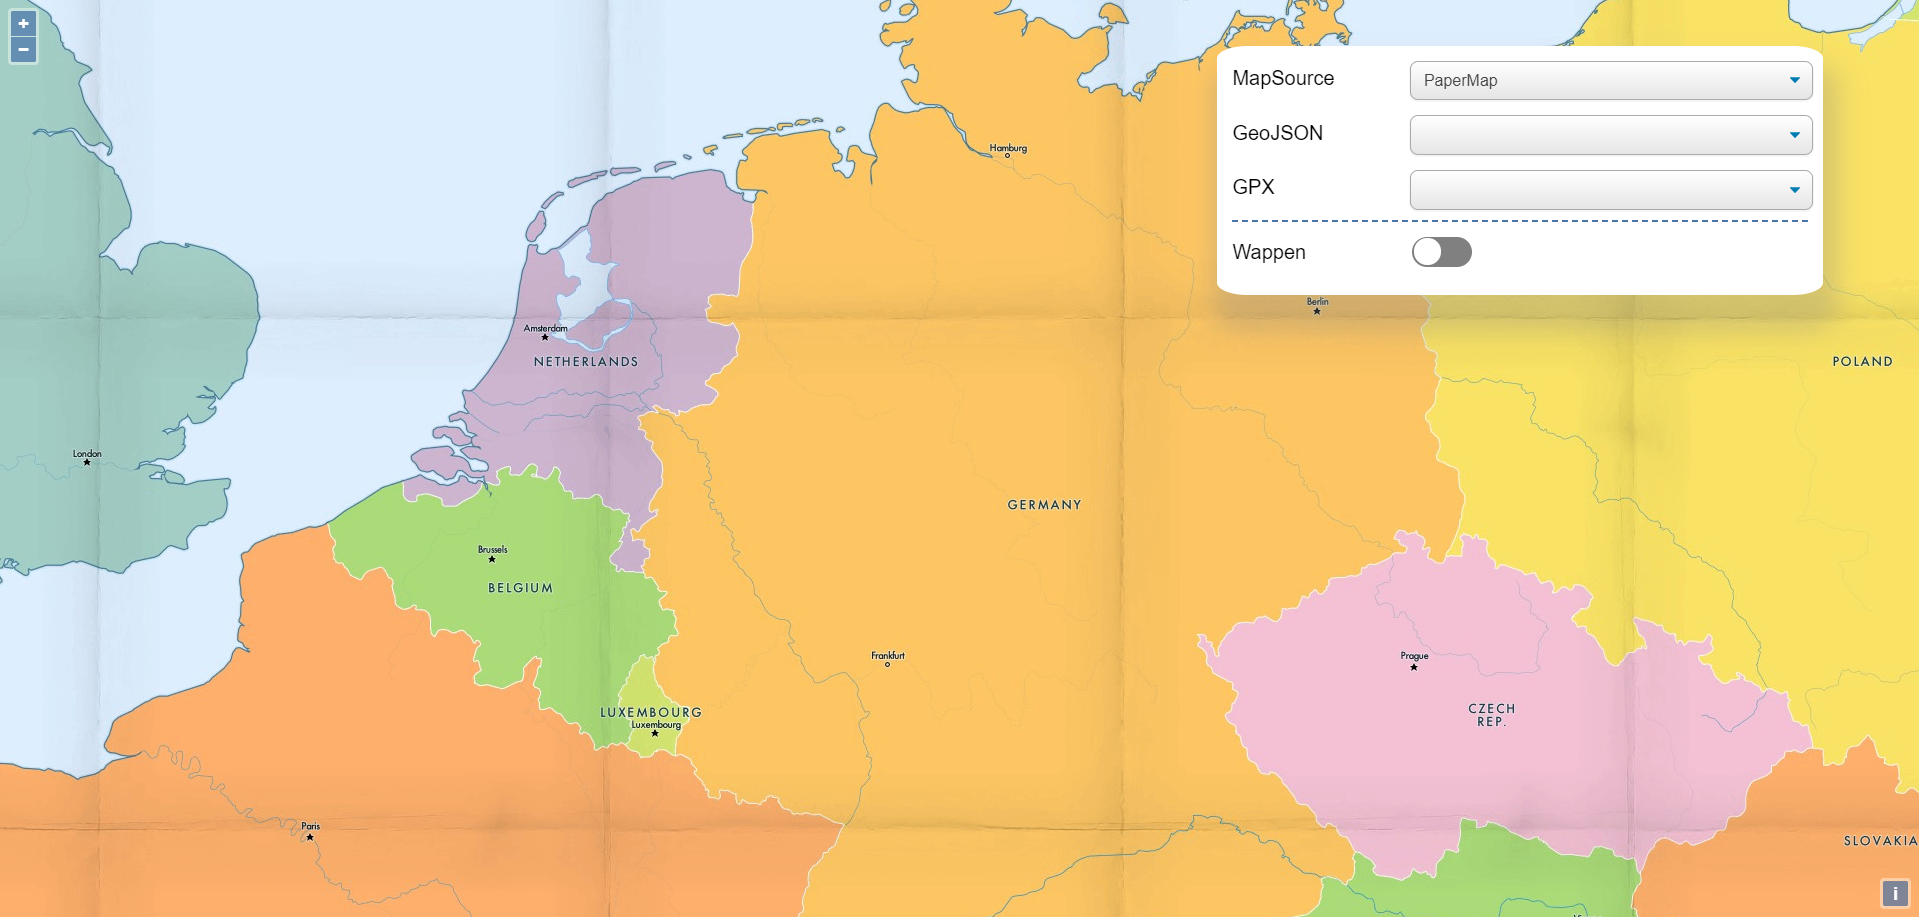 +
−
MapSource
PaperMap
GeoJSON
GPX
Wappen
Hamburg
Berlin
Amsterdam
NETHERLANDS
POLAND
London
GERMANY
Brussels
BELGIUM
Frankfurt
Prague
LUXEMBOURG
Luxembourg
CZECH
REP.
Paris
SLOVAKIA
i